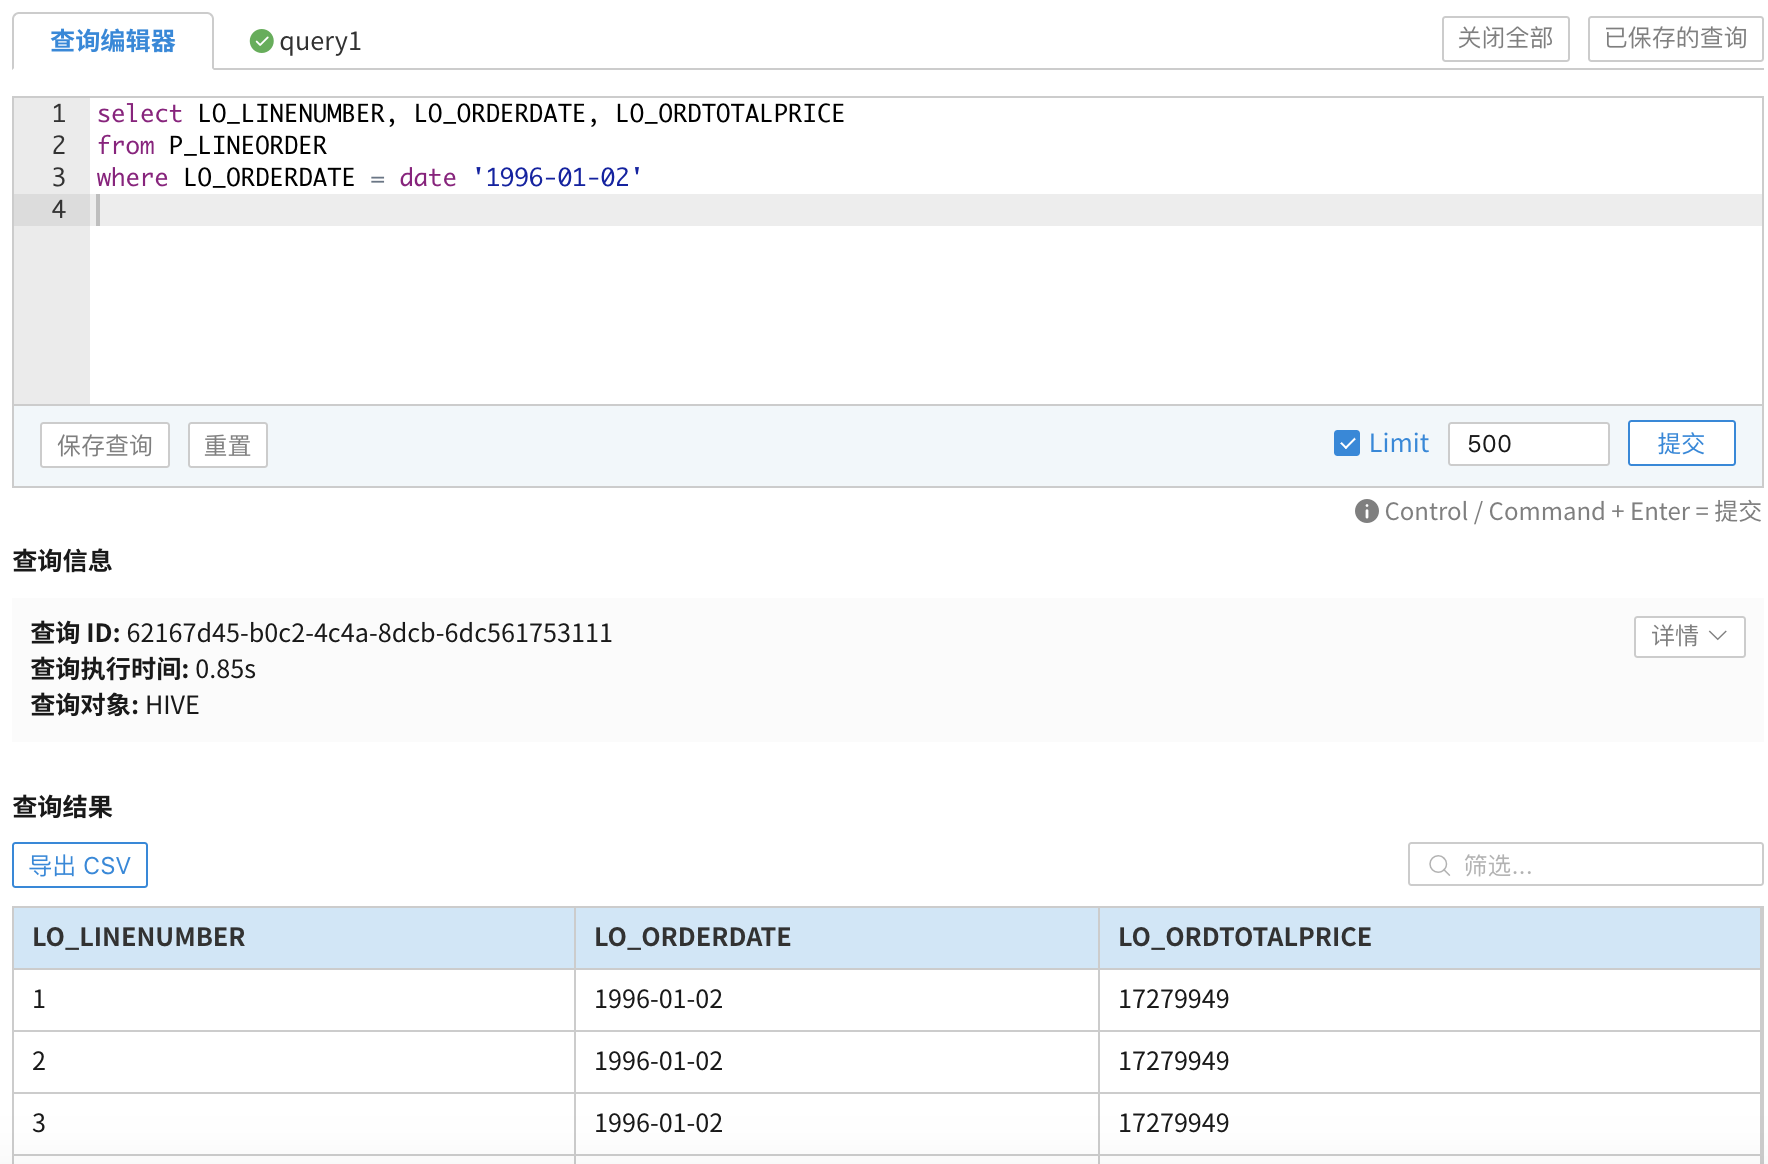 查询编辑器
query1
关闭全部
已保存的查询
1 select LO_LINENUMBER, LO_ORDERDATE, LO_ORDTOTALPRICE
2 from P_LINEORDER
3 where LO_ORDERDATE = date '1996-01-02'
4
保存查询
重置
Limit
500
提交
Control / Command + Enter = 提交
查询信息
查询 ID: 62167d45-b0c2-4c4a-8dcb-6dc561753111
详情
查询执行时间: 0.85s
查询对象: HIVE
查询结果
导出 CSV
筛选...
LO_LINENUMBER LO_ORDERDATE LO_ORDTOTALPRICE
1 1996-01-02 17279949
2 1996-01-02 17279949
3 1996-01-02 17279949